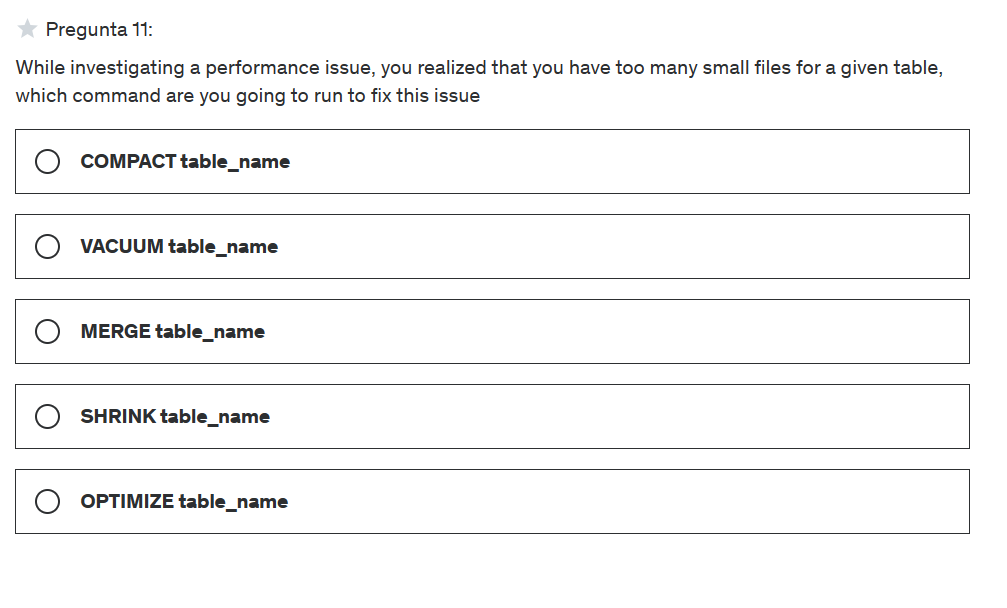 Pregunta 11:
While investigating a performance issue, you realized that you have too many small files for a given table,
which command are you going to run to fix this issue
COMPACT table_name
VACUUM table_name
MERGE table_name
SHRINK table_name
OPTIMIZE table_name